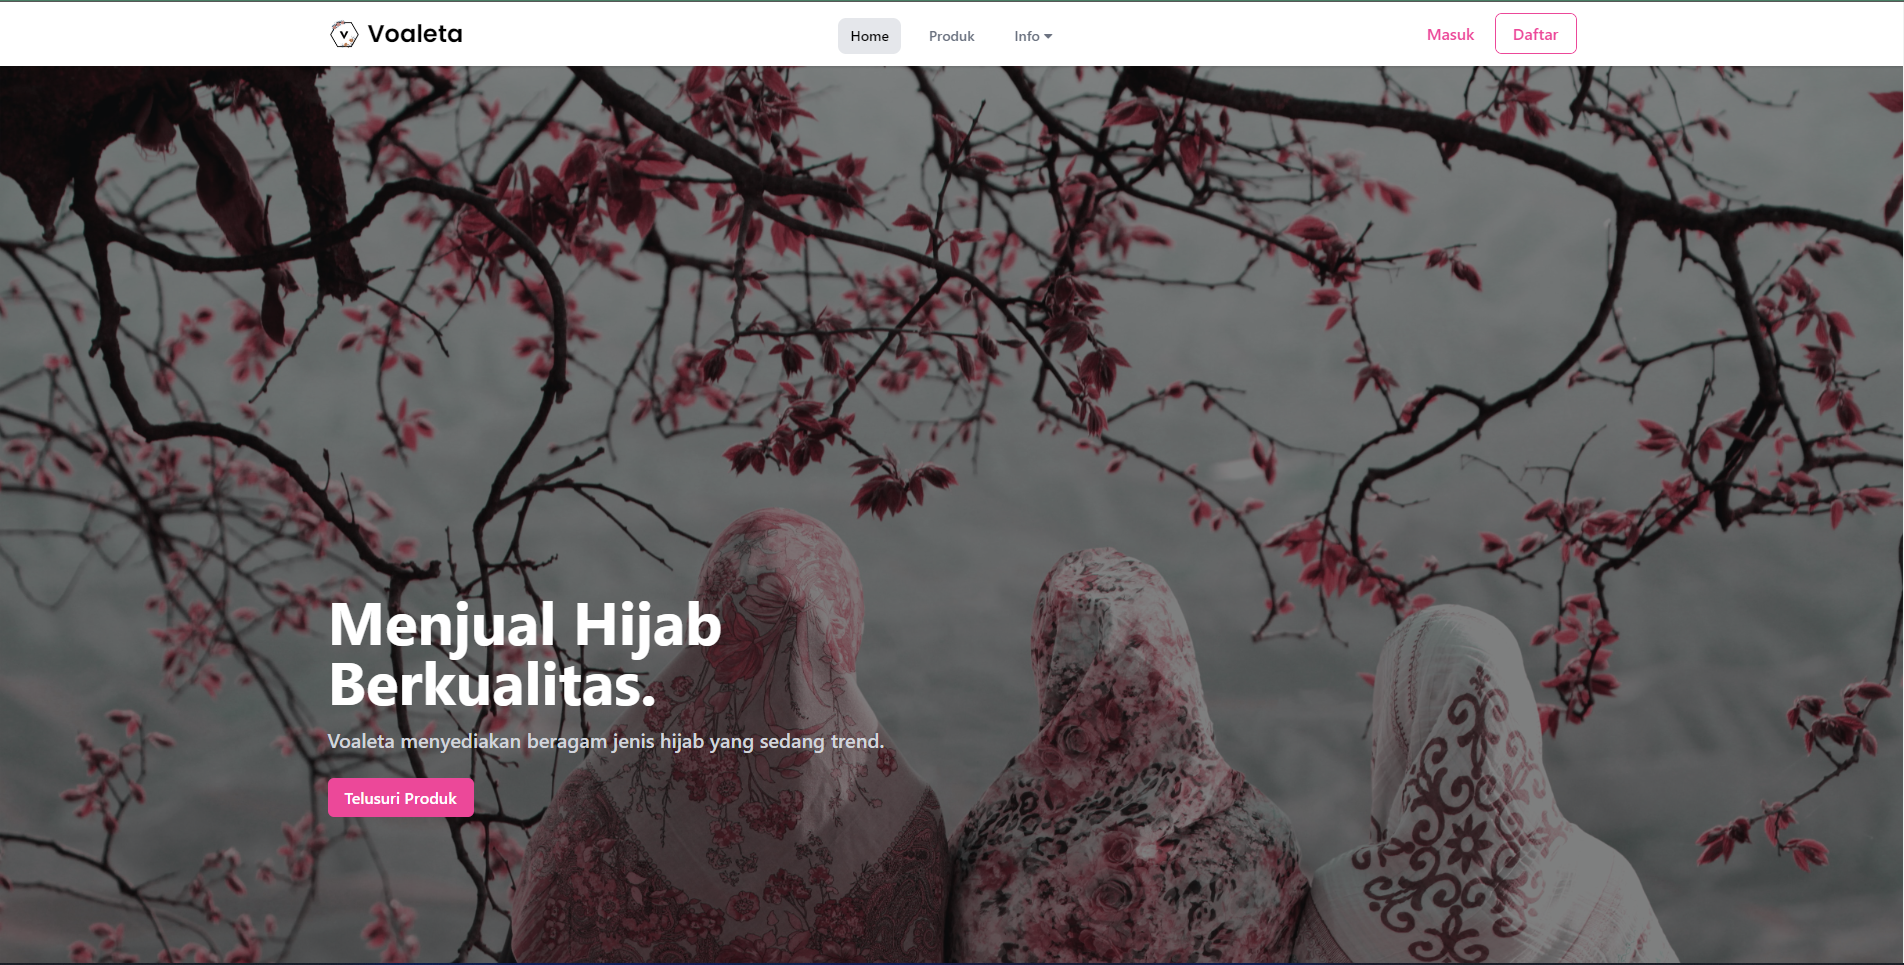 Voaleta
Home
Produk
Info
Masuk
Daftar
Menjual Hijab
Berkualitas.
Voaleta menyediakan beragam jenis hijab yang sedang trend.
Telusuri Produk